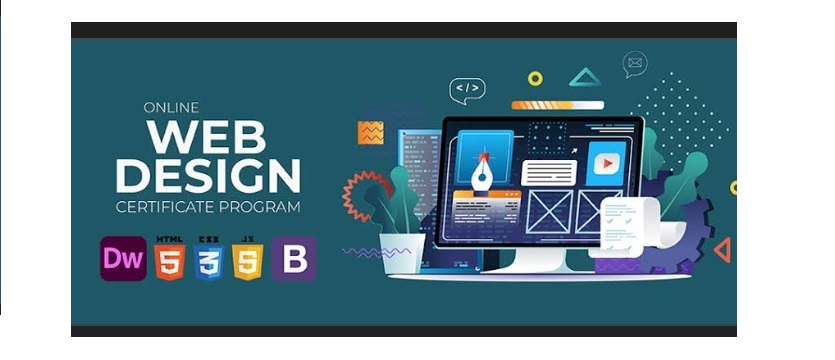 ONLINE
WEB
DESIGN
CERTIFICATE PROGRAM
</>
HTML CSS JS
Dw 5 3 5 B